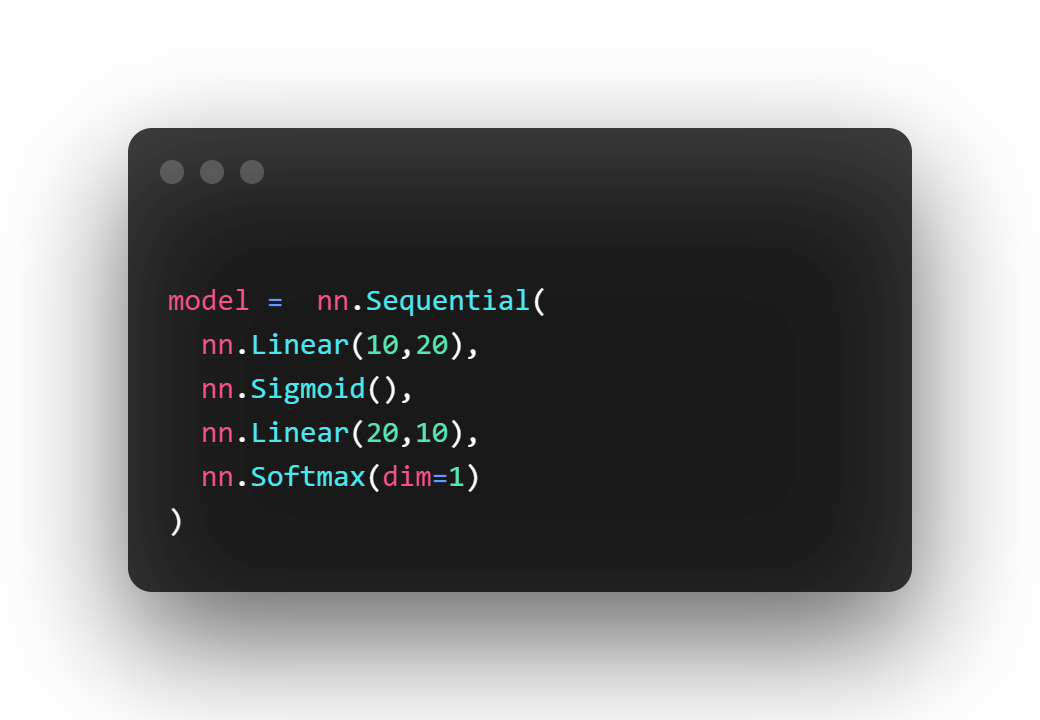 model =  nn.Sequential(
  nn.Linear(10,20),
  nn.Sigmoid(),
  nn.Linear(20,10),
  nn.Softmax(dim=1)
)